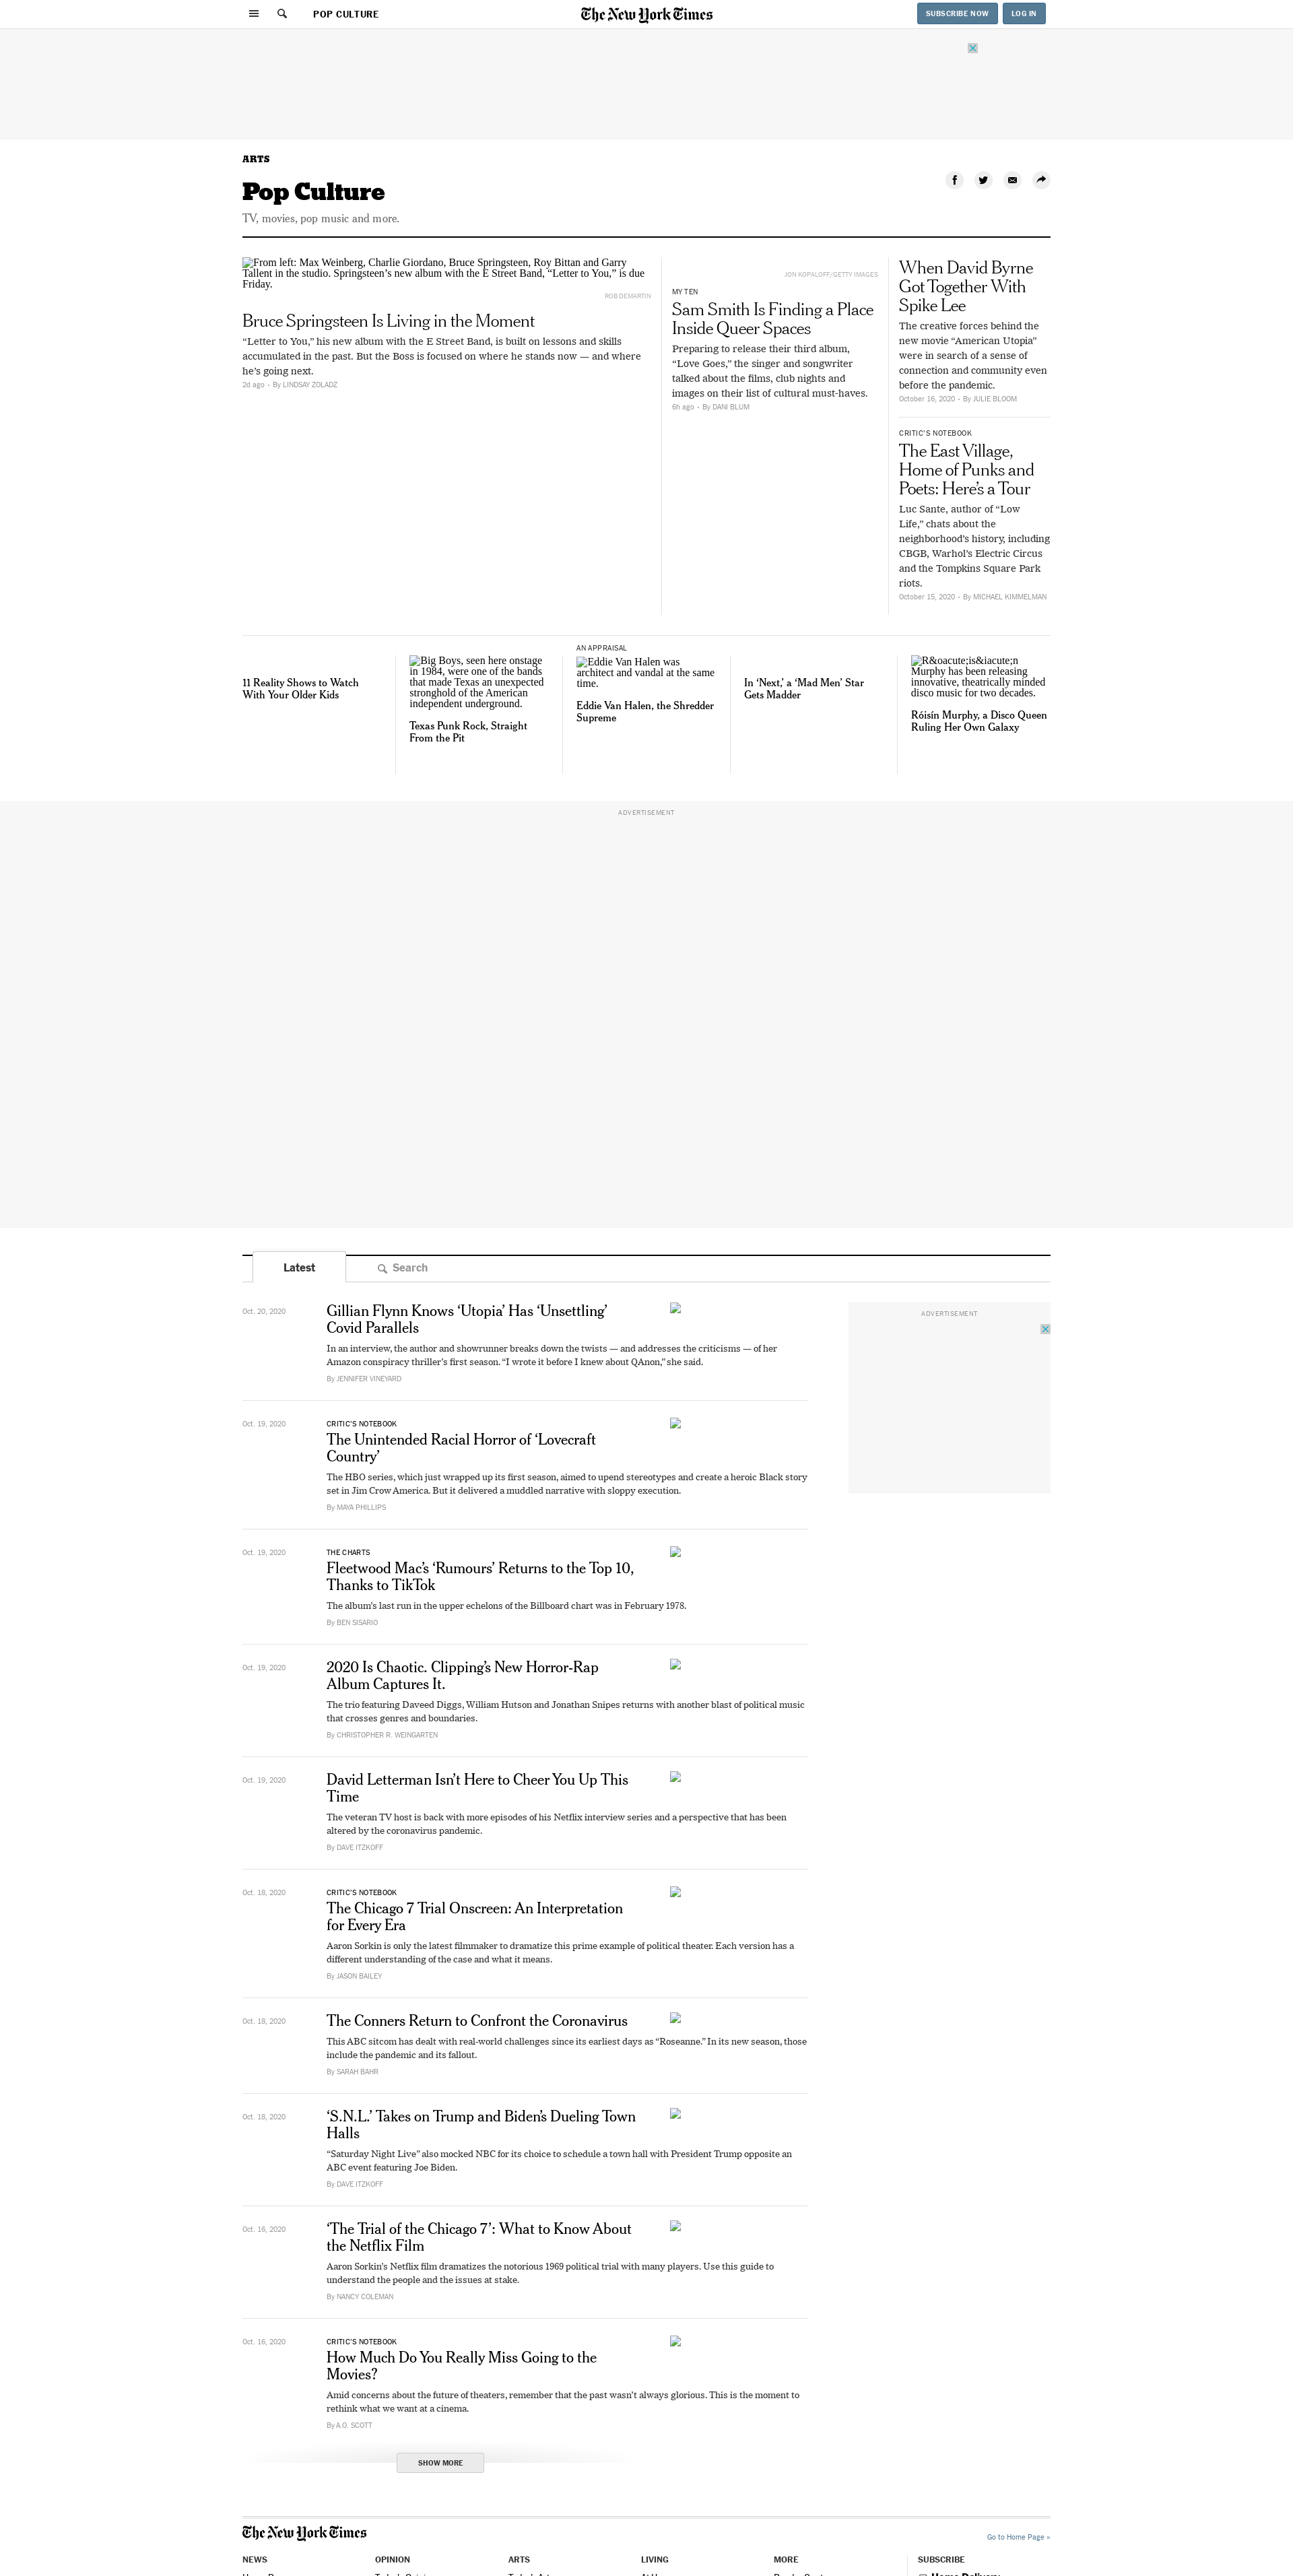 POP CULTURE
The New York Times
SUBSCRIBE NOW
LOG IN
ARTS
Pop Culture
TV, movies, pop music and more.
From left: Max Weinberg, Charlie Giordano, Bruce Springsteen, Roy Bittan and Garry
Tallent in the studio. Springsteen’s new album with the E Street Band, “Letter to You,” is due
Friday.
ROB DEMARTIN
Bruce Springsteen Is Living in the Moment
“Letter to You,” his new album with the E Street Band, is built on lessons and skills
accumulated in the past. But the Boss is focused on where he stands now — and where
he’s going next.
2d ago • By LINDSAY ZOLADZ
JON KOPALOFF/GETTY IMAGES
MY TEN
Sam Smith Is Finding a Place
Inside Queer Spaces
Preparing to release their third album,
“Love Goes,” the singer and songwriter
talked about the films, club nights and
images on their list of cultural must-haves.
6h ago • By DANI BLUM
When David Byrne
Got Together With
Spike Lee
The creative forces behind the
new movie “American Utopia”
were in search of a sense of
connection and community even
before the pandemic.
October 16, 2020 • By JULIE BLOOM
CRITIC’S NOTEBOOK
The East Village,
Home of Punks and
Poets: Here’s a Tour
Luc Sante, author of “Low
Life,” chats about the
neighborhood’s history, including
CBGB, Warhol’s Electric Circus
and the Tompkins Square Park
riots.
October 15, 2020 • By MICHAEL KIMMELMAN
11 Reality Shows to Watch
With Your Older Kids
Big Boys, seen here onstage
in 1984, were one of the bands
that made Texas an unexpected
stronghold of the American
independent underground.
Texas Punk Rock, Straight
From the Pit
AN APPRAISAL
Eddie Van Halen was
architect and vandal at the same
time.
Eddie Van Halen, the Shredder
Supreme
In ‘Next,’ a ‘Mad Men’ Star
Gets Madder
R&oacute;is&iacute;n
Murphy has been releasing
innovative, theatrically minded
disco music for two decades.
Róisín Murphy, a Disco Queen
Ruling Her Own Galaxy
ADVERTISEMENT
Latest
Search
Oct. 20, 2020
Gillian Flynn Knows ‘Utopia’ Has ‘Unsettling’
Covid Parallels
In an interview, the author and showrunner breaks down the twists — and addresses the criticisms — of her
Amazon conspiracy thriller’s first season. “I wrote it before I knew about QAnon,” she said.
By JENNIFER VINEYARD
ADVERTISEMENT
Oct. 19, 2020
CRITIC’S NOTEBOOK
The Unintended Racial Horror of ‘Lovecraft
Country’
The HBO series, which just wrapped up its first season, aimed to upend stereotypes and create a heroic Black story
set in Jim Crow America. But it delivered a muddled narrative with sloppy execution.
By MAYA PHILLIPS
Oct. 19, 2020
THE CHARTS
Fleetwood Mac’s ‘Rumours’ Returns to the Top 10,
Thanks to TikTok
The album’s last run in the upper echelons of the Billboard chart was in February 1978.
By BEN SISARIO
Oct. 19, 2020
2020 Is Chaotic. Clipping’s New Horror-Rap
Album Captures It.
The trio featuring Daveed Diggs, William Hutson and Jonathan Snipes returns with another blast of political music
that crosses genres and boundaries.
By CHRISTOPHER R. WEINGARTEN
Oct. 19, 2020
David Letterman Isn’t Here to Cheer You Up This
Time
The veteran TV host is back with more episodes of his Netflix interview series and a perspective that has been
altered by the coronavirus pandemic.
By DAVE ITZKOFF
Oct. 18, 2020
CRITIC’S NOTEBOOK
The Chicago 7 Trial Onscreen: An Interpretation
for Every Era
Aaron Sorkin is only the latest filmmaker to dramatize this prime example of political theater. Each version has a
different understanding of the case and what it means.
By JASON BAILEY
Oct. 18, 2020
The Conners Return to Confront the Coronavirus
This ABC sitcom has dealt with real-world challenges since its earliest days as “Roseanne.” In its new season, those
include the pandemic and its fallout.
By SARAH BAHR
Oct. 18, 2020
‘S.N.L.’ Takes on Trump and Biden’s Dueling Town
Halls
“Saturday Night Live” also mocked NBC for its choice to schedule a town hall with President Trump opposite an
ABC event featuring Joe Biden.
By DAVE ITZKOFF
Oct. 16, 2020
‘The Trial of the Chicago 7’: What to Know About
the Netflix Film
Aaron Sorkin’s Netflix film dramatizes the notorious 1969 political trial with many players. Use this guide to
understand the people and the issues at stake.
By NANCY COLEMAN
Oct. 16, 2020
CRITIC’S NOTEBOOK
How Much Do You Really Miss Going to the
Movies?
Amid concerns about the future of theaters, remember that the past wasn’t always glorious. This is the moment to
rethink what we want at a cinema.
By A.O. SCOTT
SHOW MORE
The New York Times
Go to Home Page »
NEWS
OPINION
ARTS
LIVING
MORE
SUBSCRIBE